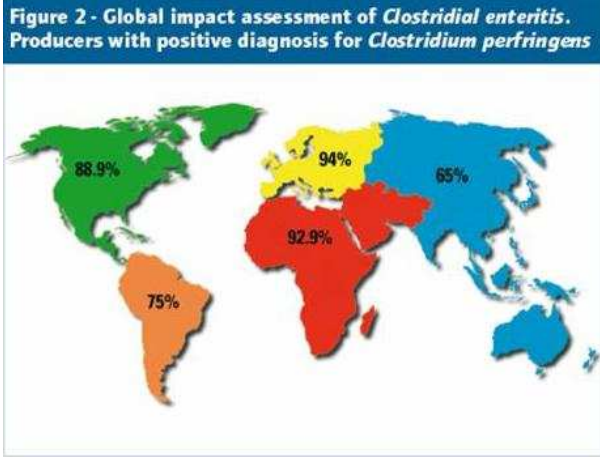 Figure 2 - Global impact assessment of Clostridial enteritis.
Producers with positive diagnosis for Clostridium perfringens
88.9%
94%
65%
92.9%
75%